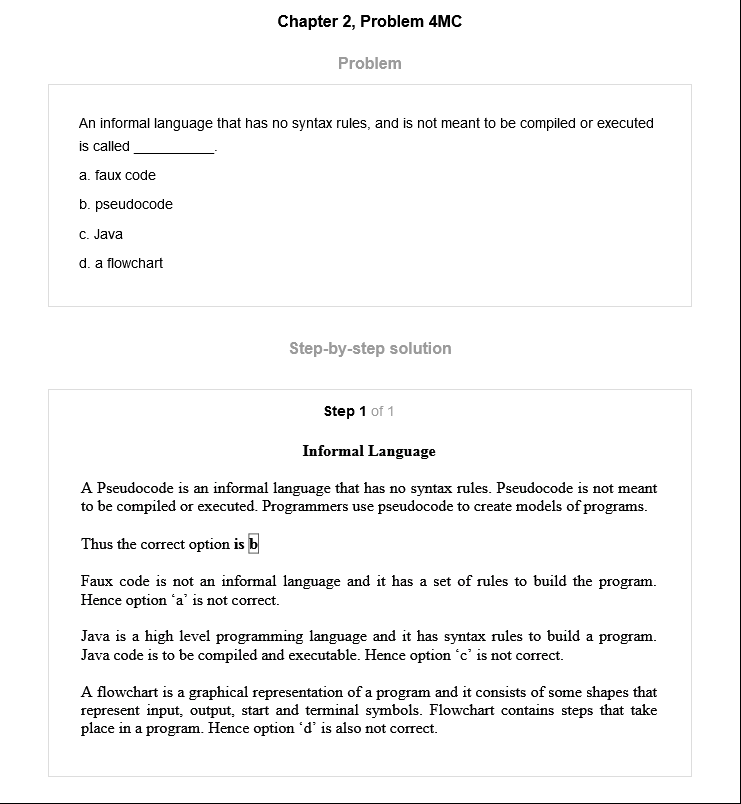 Chapter 2, Problem 4MC
Problem
An informal language that has no syntax rules, and is not meant to be compiled or executed
is called __________.
a. faux code
b. pseudocode
c. Java
d. a flowchart
Step-by-step solution
Step 1 of 1
Informal Language
A Pseudocode is an informal language that has no syntax rules. Pseudocode is not meant
to be compiled or executed. Programmers use pseudocode to create models of programs.
Thus the correct option is b
Faux code is not an informal language and it has a set of rules to build the program.
Hence option ‘a’ is not correct.
Java is a high level programming language and it has syntax rules to build a program.
Java code is to be compiled and executable. Hence option ‘c’ is not correct.
A flowchart is a graphical representation of a program and it consists of some shapes that
represent input, output, start and terminal symbols. Flowchart contains steps that take
place in a program. Hence option ‘d’ is also not correct.